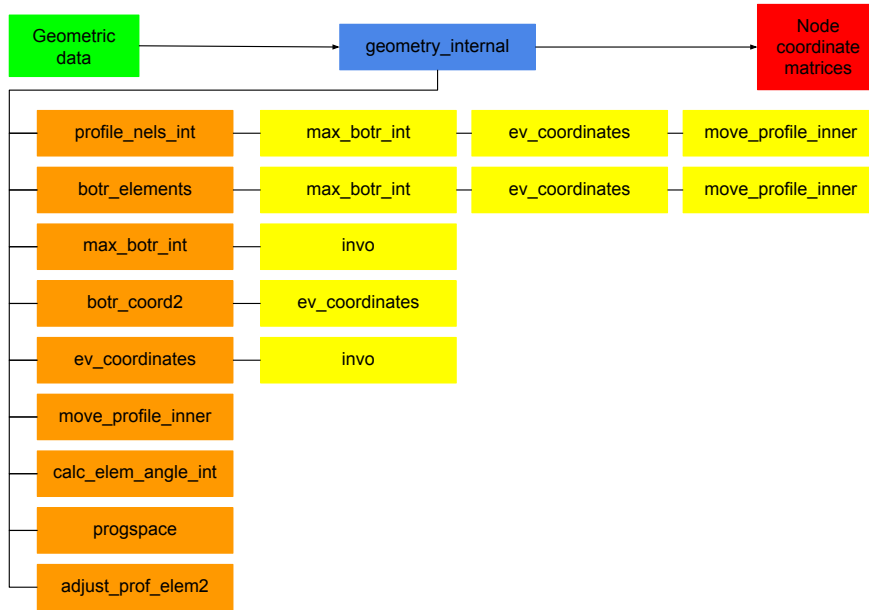 Geometric
data
geometry_internal
Node
coordinate
matrices
profile_nels_int
max_botr_int
ev_coordinates
move_profile_inner
botr_elements
max_botr_int
ev_coordinates
move_profile_inner
max_botr_int
invo
botr_coord2
ev_coordinates
ev_coordinates
invo
move_profile_inner
calc_elem_angle_int
progspace
adjust_prof_elem2